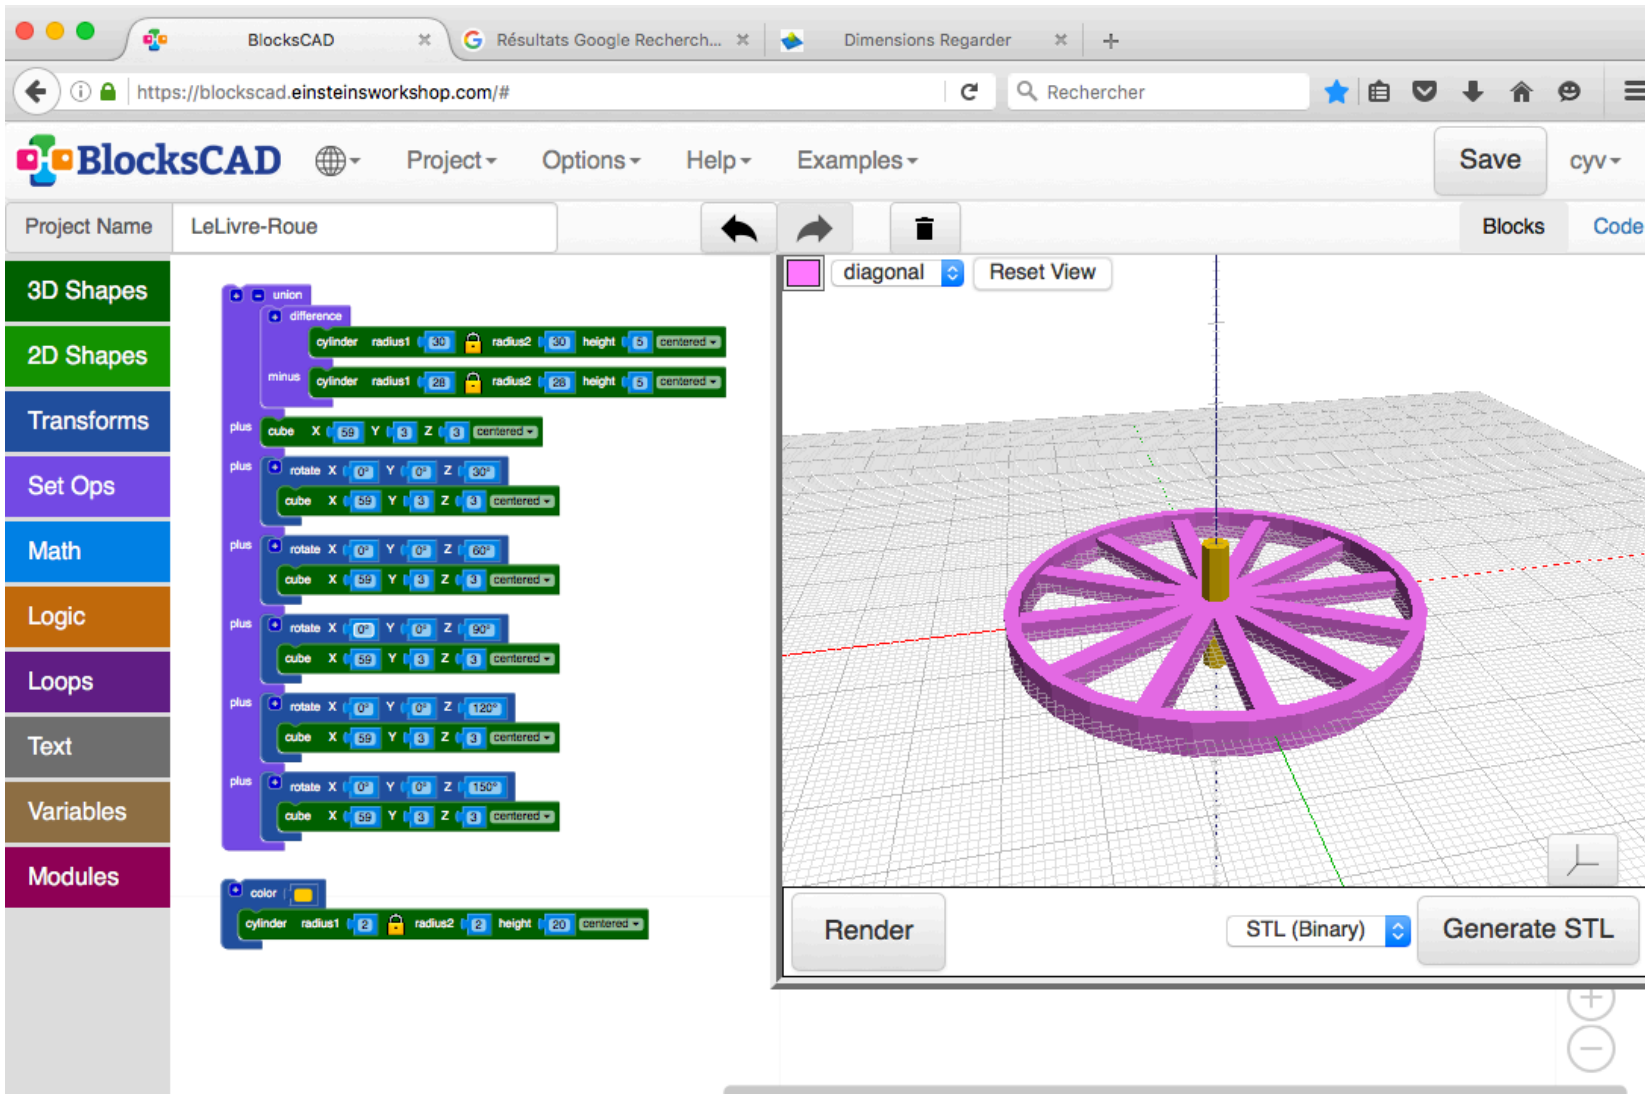 BlocksCAD
Résultats Google Recherch...
Dimensions Regarder
https://blockscad.einsteinsworkshop.com/#
Rechercher
BlocksCAD
Project
Options
Help
Examples
Save
cyv
Project Name
LeLivre-Roue
Blocks
Code
3D Shapes
2D Shapes
Transforms
Set Ops
Math
Logic
Loops
Text
Variables
Modules
union
difference
cylinder radius1 30 radius2 30 height 5 centered
minus cylinder radius1 28 radius2 28 height 5 centered
plus cube X 59 Y 3 Z 3 centered
plus rotate X 0° Y 0° Z 30°
cube X 59 Y 3 Z 3 centered
plus rotate X 0° Y 0° Z 60°
cube X 59 Y 3 Z 3 centered
plus rotate X 0° Y 0° Z 90°
cube X 59 Y 3 Z 3 centered
plus rotate X 0° Y 0° Z 120°
cube X 59 Y 3 Z 3 centered
plus rotate X 0° Y 0° Z 150°
cube X 59 Y 3 Z 3 centered
color
cylinder radius1 2 radius2 2 height 20 centered
diagonal
Reset View
Render
STL (Binary)
Generate STL